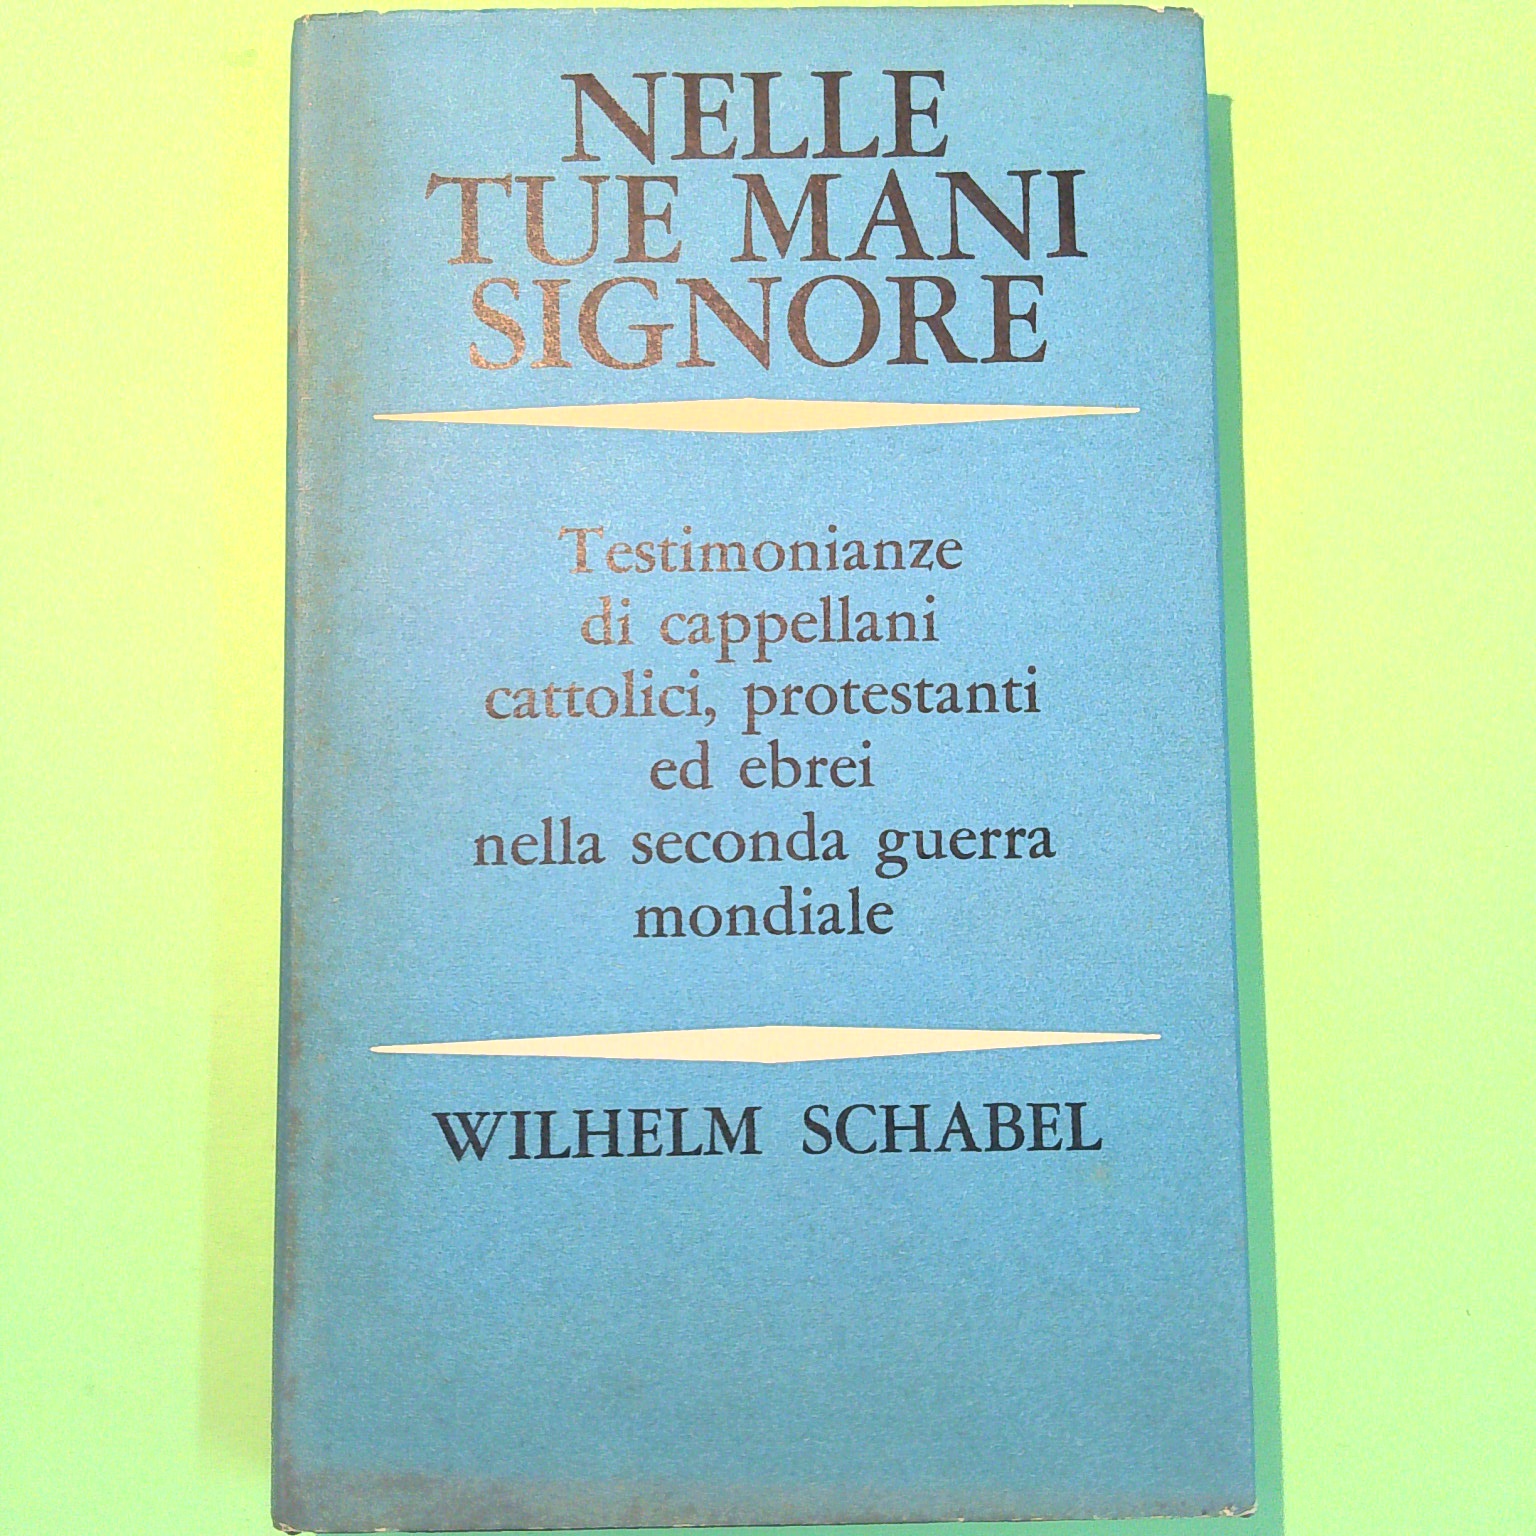 NELLE
TUE MANI
SIGNORE
Testimonianze
di cappellani
cattolici, protestanti
ed ebrei
nella seconda guerra
mondiale
WILHELM SCHABEL